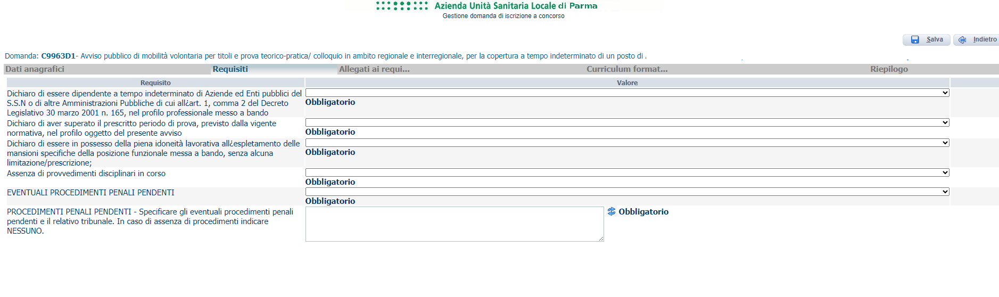 Azienda Unità Sanitaria Locale di Parma
Gestione domanda di iscrizione a concorso
Salva
Indietro
Domanda: C9963D1- Avviso pubblico di mobilità volontaria per titoli e prova teorico-pratica/ colloquio in ambito regionale e interregionale, per la copertura a tempo indeterminato di un posto di
Dati anagrafici
Requisiti
Allegati ai requi...
Curriculum format...
Riepilogo
Requisito
Valore
Dichiaro di essere dipendente a tempo indeterminato di Aziende ed Enti pubblici del
S.S.N o di altre Amministrazioni Pubbliche di cui all¿art. 1, comma 2 del Decreto
Legislativo 30 marzo 2001 n. 165, nel profilo professionale messo a bando
Obbligatorio
Dichiaro di aver superato il prescritto periodo di prova, previsto dalla vigente
normativa, nel profilo oggetto del presente avviso
Obbligatorio
Dichiaro di essere in possesso della piena idoneità lavorativa all¿espletamento delle
mansioni specifiche della posizione funzionale messa a bando, senza alcuna
limitazione/prescrizione;
Obbligatorio
Assenza di provvedimenti disciplinari in corso
Obbligatorio
EVENTUALI PROCEDIMENTI PENALI PENDENTI
Obbligatorio
PROCEDIMENTI PENALI PENDENTI - Specificare gli eventuali procedimenti penali
pendenti e il relativo tribunale. In caso di assenza di procedimenti indicare
NESSUNO.
Obbligatorio